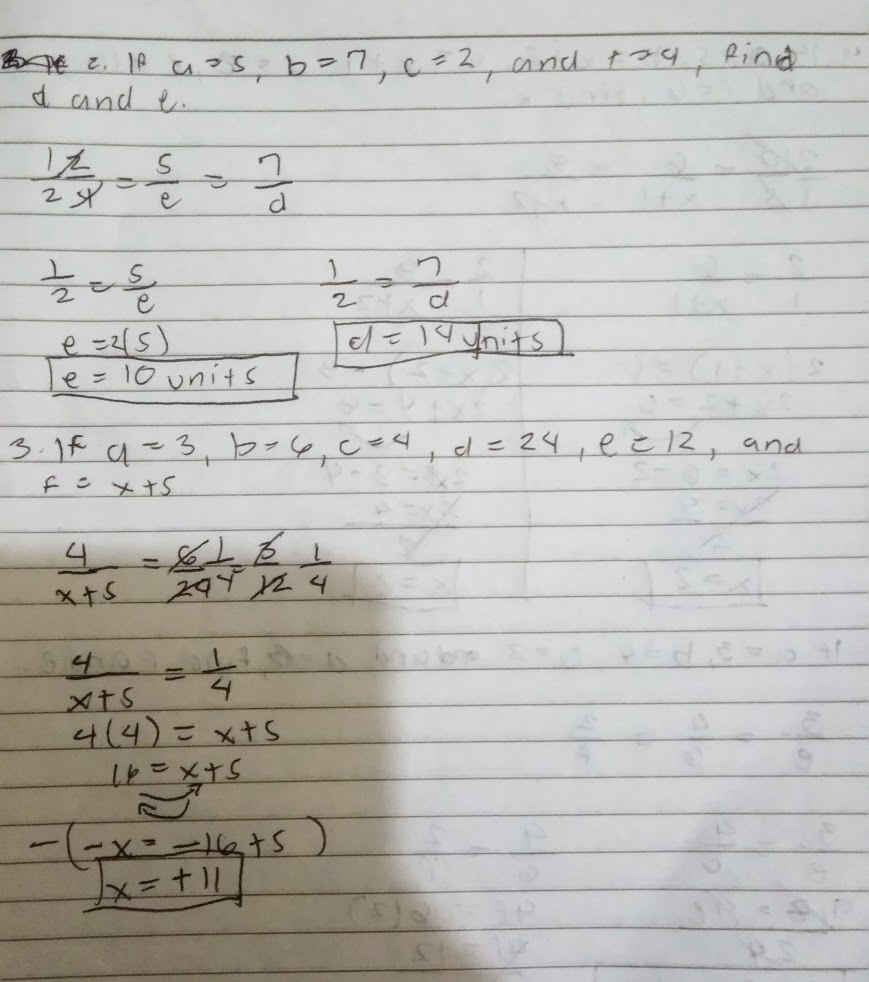 2. If a = 5, b = 7, c = 2, and f = 4, find
d and e.
12/24 = 5/e = 7/d
1/2 = 5/e    1/2 = 7/d
e = 2(5)    d = 14 units
e = 10 units
3. If a = 3, b = 6, c = 4, d = 24, e = 12, and
f = x+5
4/x+5 = 6/24 1/4 = 3/12 1/4
4/x+5 = 1/4
4(4) = x+5
16 = x+5
-(-x = -16+5)
x = +11